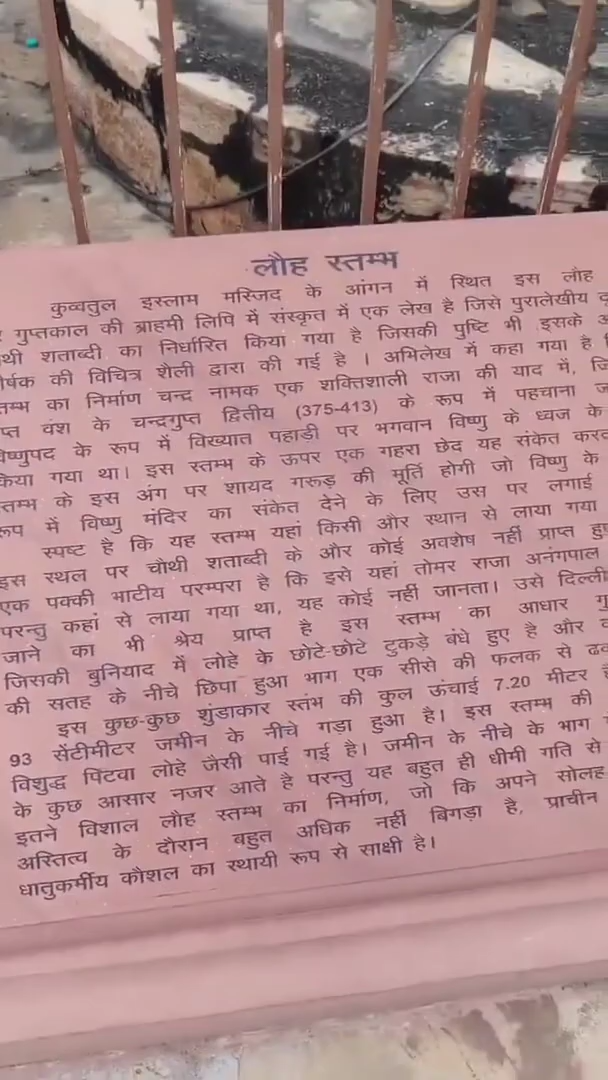 लौह स्तम्भ
कुव्वतुल इस्लाम मस्जिद के आंगन में स्थित इस लौह
गुप्तकाल की ब्राहमी लिपि में संस्कृत में एक लेख है जिसे पुरालेखीय
शताब्दी का निर्धारित किया गया है जिसकी पुष्टि भी इसके
की विचित्र शैली द्वारा की गई है । अभिलेख में कहा गया है
का निर्माण चन्द्र नामक एक शक्तिशाली राजा की याद में,
वंश के चन्द्रगुप्त द्वितीय (375-413) के रूप में पहचाना
के रूप में विख्यात पहाडी पर भगवान विष्णु के ध्वज के
किया गया था। इस स्तम्भ के ऊपर एक गहरा छेद यह संकेत
के इस अंग पर शायद गरूड़ की मूर्ति होगी जो विष्णु के
रूप में विष्णु मंदिर का संकेत देने के लिए उस पर लगाई
स्पष्ट है कि यह स्तम्भ यहां किसी और स्थान से लाया गया
इस स्थल पर चौथी शताब्दी के और कोई अवशेष नहीं प्राप्त
एक पक्की भाटीय परम्परा है कि इसे यहां तोमर राजा अनंगपाल
परन्तु कहां से लाया गया था, यह कोई नहीं जानता। उसे दिल्ली
जाने का भी श्रेय प्राप्त है इस स्तम्भ का आधार
जिसकी बुनियाद में लोहे के छोटे-छोटे टुकड़े बंधे हुए है और
की सतह के नीचे छिपा हुआ भाग एक सीसे की फलक से
इस कुछ-कुछ शुंडाकार स्तंभ की कुल ऊंचाई 7.20 मीटर
93 सेंटीमीटर जमीन के नीचे गड़ा हुआ है। इस स्तम्भ की
विशुद्ध पिटवा लोहे जैसी पाई गई है। जमीन के नीचे के भाग
के कुछ आसार नजर आते है परन्तु यह बहुत ही धीमी गति से
इतने विशाल लौह स्तम्भ का निर्माण, जो कि अपने सोलह
अस्तित्व के दौरान बहुत अधिक नहीं बिगड़ा है, प्राचीन
धातुकर्मीय कौशल का स्थायी रूप से साक्षी है।